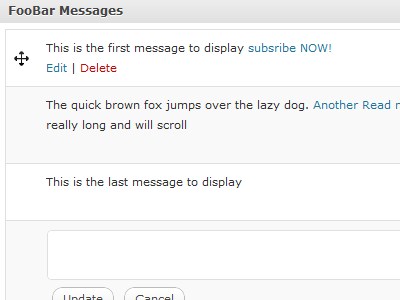 FooBar Messages
This is the first message to display subsribe NOW!
Edit | Delete
The quick brown fox jumps over the lazy dog. Another Read
really long and will scroll
This is the last message to display
Update Cancel